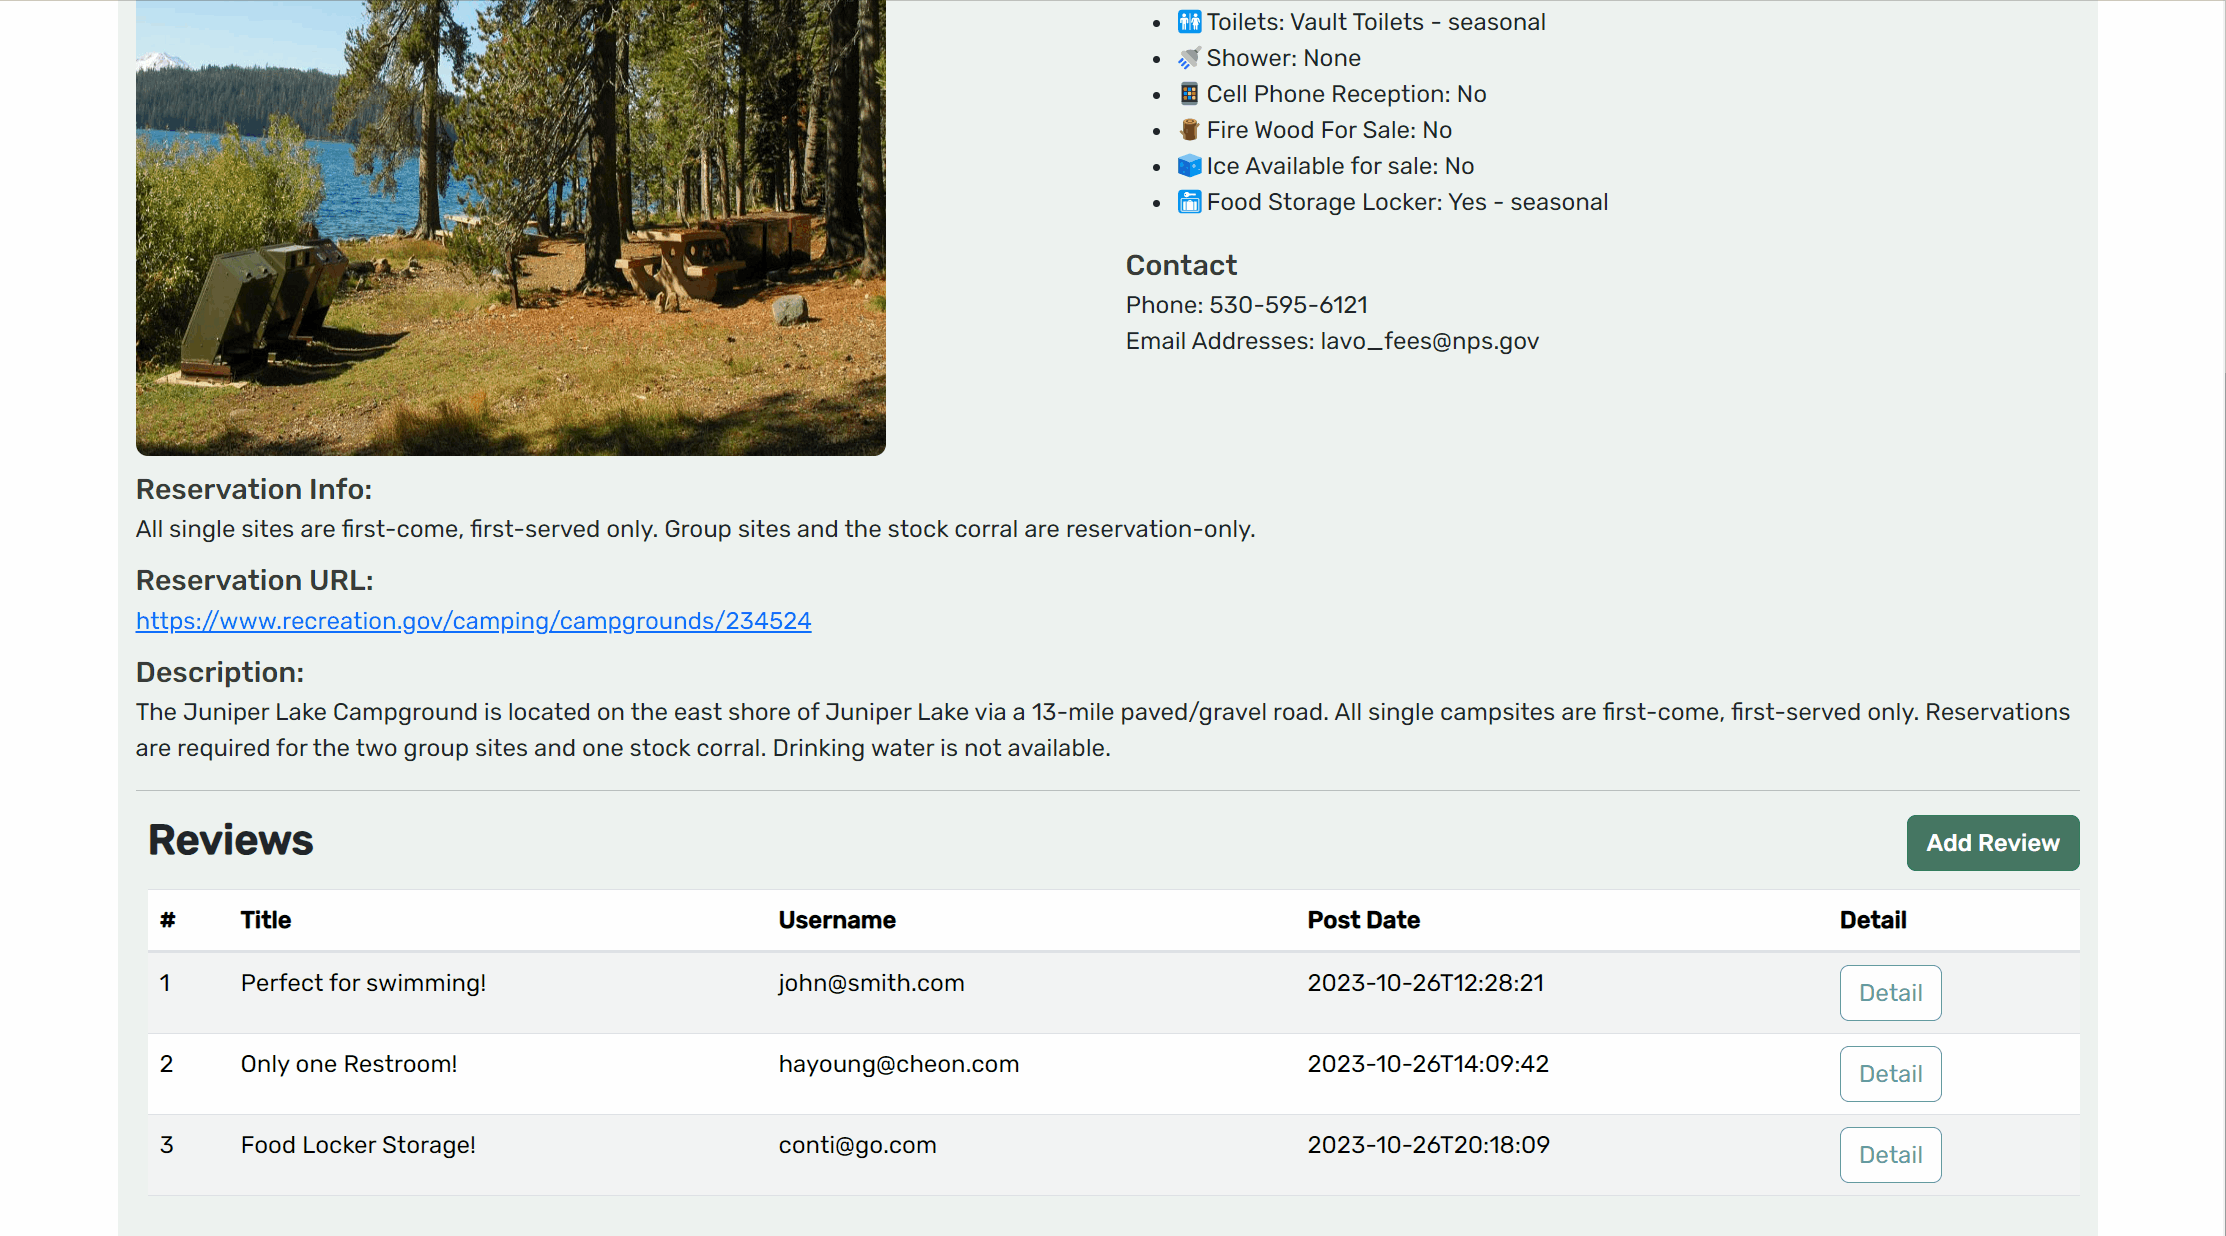 Toilets: Vault Toilets - seasonal
Shower: None
Cell Phone Reception: No
Fire Wood For Sale: No
Ice Available for sale: No
Food Storage Locker: Yes - seasonal
Contact
Phone: 530-595-6121
Email Addresses: lavo_fees@nps.gov
Reservation Info:
All single sites are first-come, first-served only. Group sites and the stock corral are reservation-only.
Reservation URL:
https://www.recreation.gov/camping/campgrounds/234524
Description:
The Juniper Lake Campground is located on the east shore of Juniper Lake via a 13-mile paved/gravel road. All single campsites are first-come, first-served only. Reservations
are required for the two group sites and one stock corral. Drinking water is not available.
Reviews
Add Review
# Title Username Post Date Detail
1 Perfect for swimming! john@smith.com 2023-10-26T12:28:21 Detail
2 Only one Restroom! hayoung@cheon.com 2023-10-26T14:09:42 Detail
3 Food Locker Storage! conti@go.com 2023-10-26T20:18:09 Detail